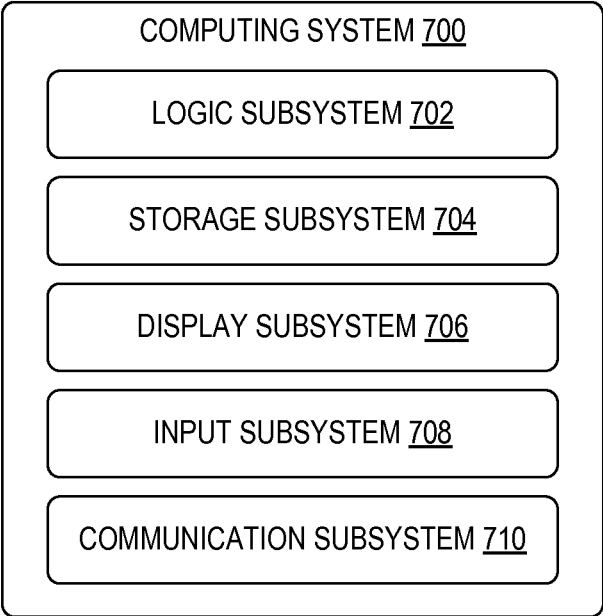 COMPUTING SYSTEM 700
LOGIC SUBSYSTEM 702
STORAGE SUBSYSTEM 704
DISPLAY SUBSYSTEM 706
INPUT SUBSYSTEM 708
COMMUNICATION SUBSYSTEM 710